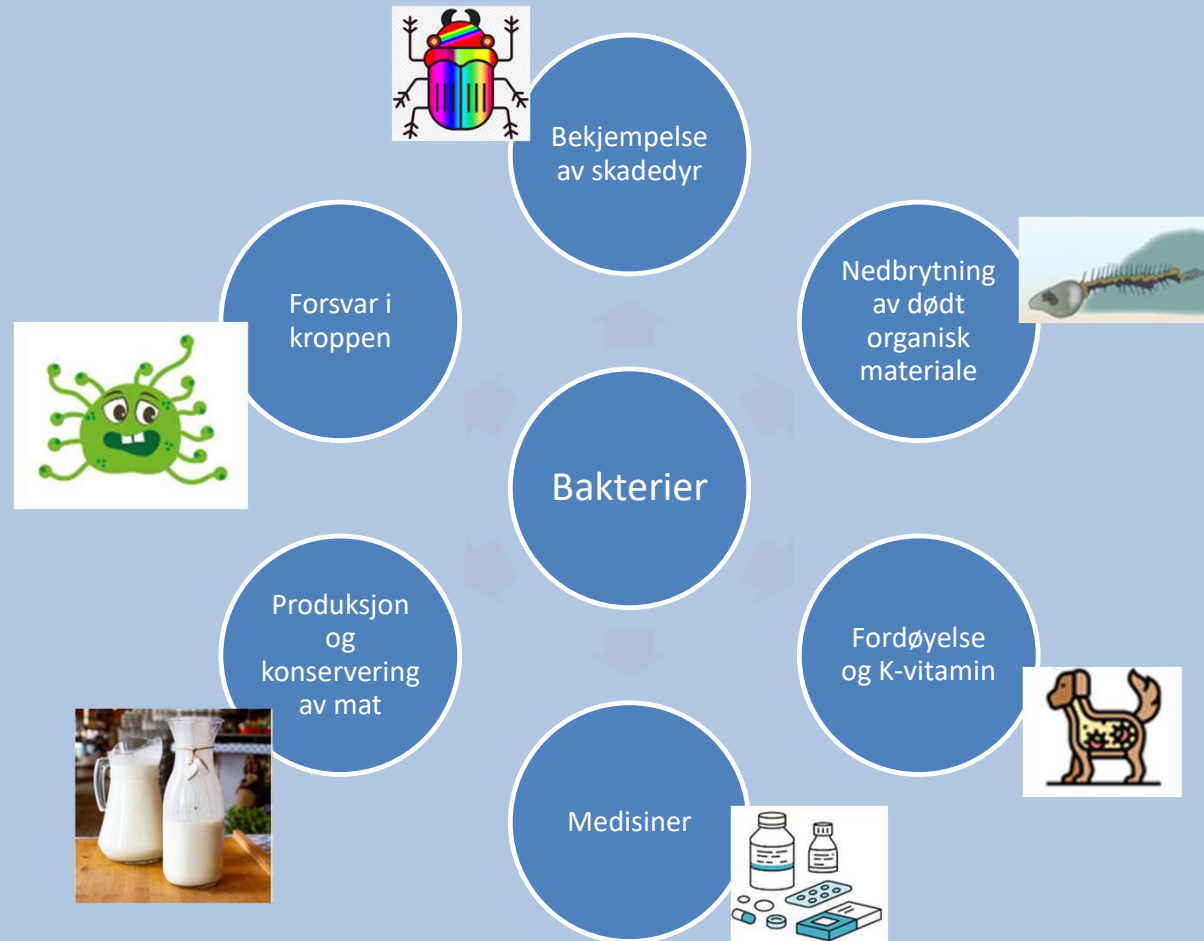 Bekjempelse
av skadedyr
Nedbrytning
av dødt
organisk
materiale
Forsvar i
kroppen
Bakterier
Produksjon
og
konservering
av mat
Fordøyelse
og K-vitamin
Medisiner